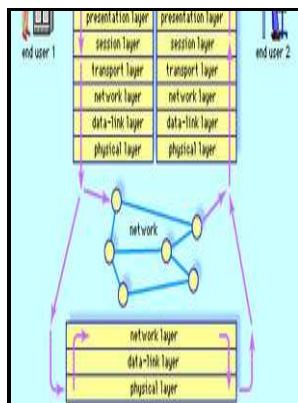 presentation layer presentation layer
end user 1 session layer session layer end user 2
transport layer transport layer
network layer network layer
data-link layer data-link layer
physical layer physical layer
network
network layer
data-link layer
physical layer